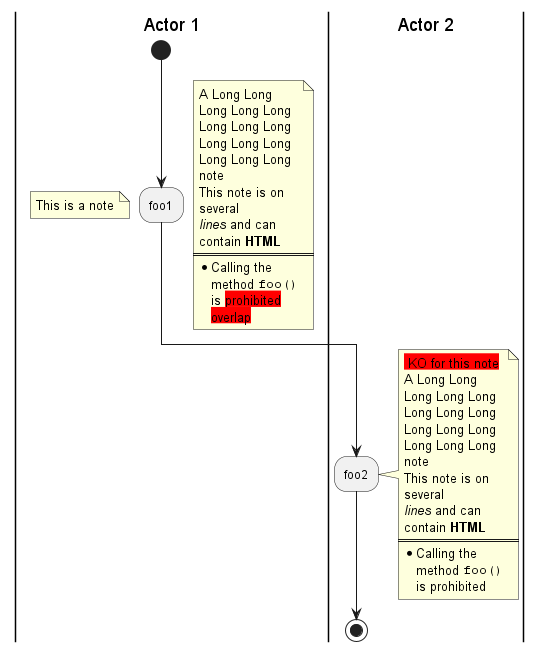 Actor 1
Actor 2
A Long Long
Long Long Long
Long Long Long
Long Long Long
Long Long Long
note
This note is on
several
lines and can
contain HTML
• Calling the
method foo()
is prohibited
overlap
This is a note
foo1
KO for this note
A Long Long
Long Long Long
Long Long Long
Long Long Long
Long Long Long
note
This note is on
several
lines and can
contain HTML
• Calling the
method foo()
is prohibited
foo2